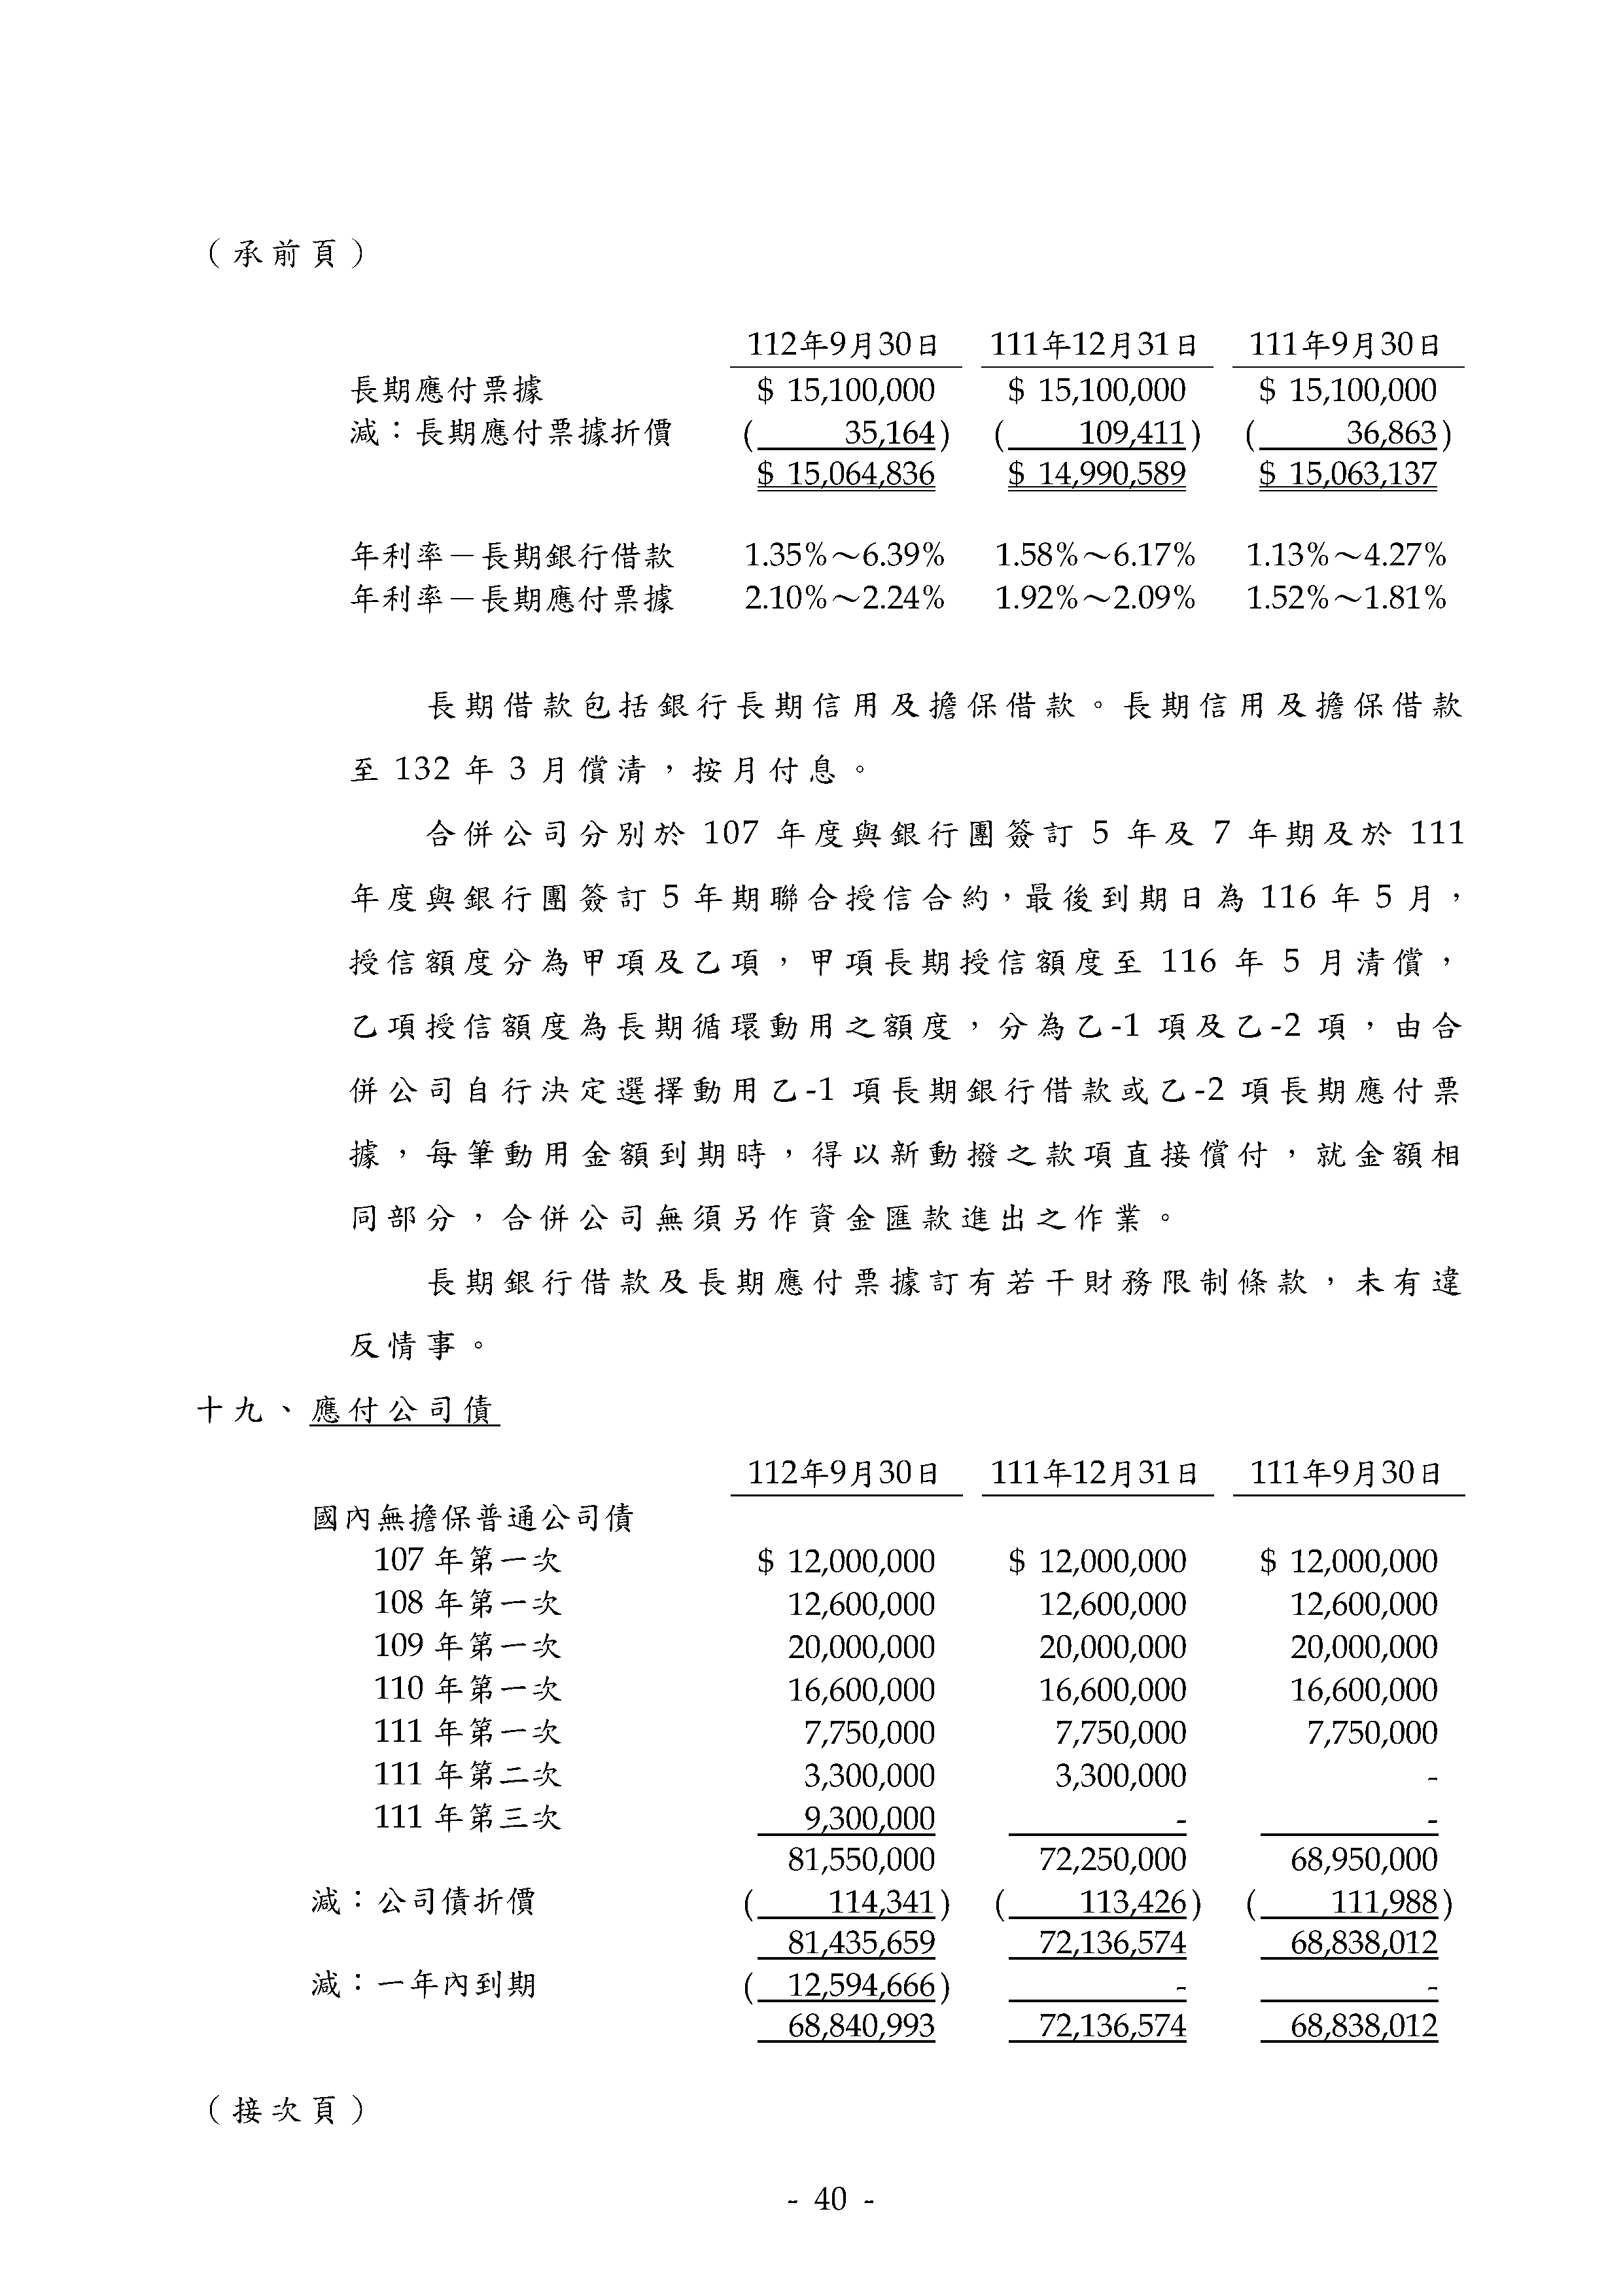 （承前頁）
112年9月30日 111年12月31日 111年9月30日
長期應付票據 $ 15,100,000 $ 15,100,000 $ 15,100,000
減：長期應付票據折價 ( 35,164) ( 109,411) ( 36,863)
$ 15,064,836 $ 14,990,589 $ 15,063,137
年利率－長期銀行借款 1.35%～6.39% 1.58%～6.17% 1.13%～4.27%
年利率－長期應付票據 2.10%～2.24% 1.92%～2.09% 1.52%～1.81%
長期借款包括銀行長期信用及擔保借款。長期信用及擔保借款
至 132 年 3 月償清，按月付息。
合併公司分別於 107 年度與銀行團簽訂 5 年及 7 年期及於 111
年度與銀行團簽訂 5 年期聯合授信合約，最後到期日為 116 年 5 月，
授信額度分為甲項及乙項，甲項長期授信額度至 116 年 5 月清償，
乙項授信額度為長期循環動用之額度，分為乙-1 項及乙-2 項，由合
併公司自行決定選擇動用乙-1 項長期銀行借款或乙-2 項長期應付票
據，每筆動用金額到期時，得以新動撥之款項直接償付，就金額相
同部分，合併公司無須另作資金匯款進出之作業。
長期銀行借款及長期應付票據訂有若干財務限制條款，未有違
反情事。
十九、應付公司債
112年9月30日 111年12月31日 111年9月30日
國內無擔保普通公司債
107 年第一次 $ 12,000,000 $ 12,000,000 $ 12,000,000
108 年第一次 12,600,000 12,600,000 12,600,000
109 年第一次 20,000,000 20,000,000 20,000,000
110 年第一次 16,600,000 16,600,000 16,600,000
111 年第一次 7,750,000 7,750,000 7,750,000
111 年第二次 3,300,000 3,300,000 -
111 年第三次 9,300,000 - -
81,550,000 72,250,000 68,950,000
減：公司債折價 ( 114,341) ( 113,426) ( 111,988)
81,435,659 72,136,574 68,838,012
減：一年內到期 ( 12,594,666) - -
68,840,993 72,136,574 68,838,012
（接次頁）
- 40 -